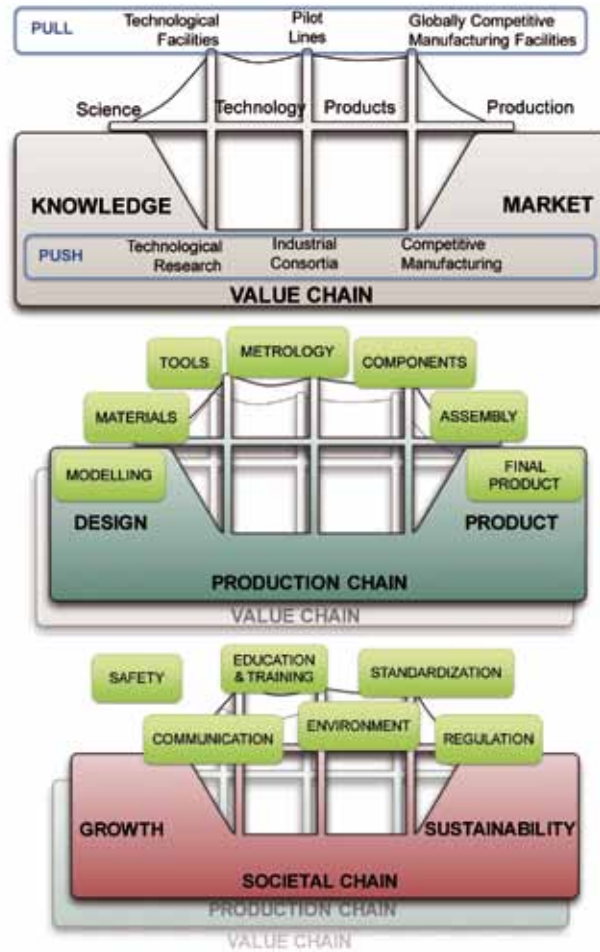 PULL
Technological
Facilities
Pilot
Lines
Globally Competitive
Manufacturing Facilities
Science
Technology
Products
Production
KNOWLEDGE
MARKET
PUSH
Technological
Research
Industrial
Consortia
Competitive
Manufacturing
VALUE CHAIN
TOOLS
METROLOGY
COMPONENTS
MATERIALS
ASSEMBLY
MODELLING
FINAL
PRODUCT
DESIGN
PRODUCT
PRODUCTION CHAIN
VALUE CHAIN
SAFETY
EDUCATION
& TRAINING
STANDARDIZATION
COMMUNICATION
ENVIRONMENT
REGULATION
GROWTH
SUSTAINABILITY
SOCIETAL CHAIN
PRODUCTION CHAIN
VALUE CHAIN